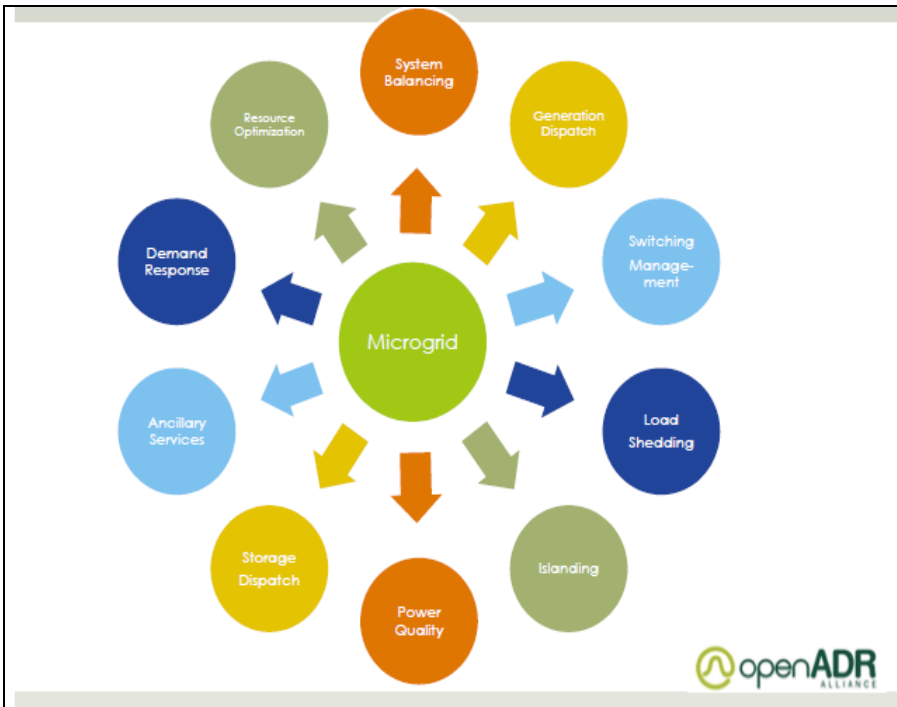 System
Balancing
Generation
Dispatch
Switching
Manage-
ment
Load
Shedding
Islanding
Power
Quality
Storage
Dispatch
Ancillary
Services
Demand
Response
Resource
Optimization
Microgrid
openADR
ALLIANCE